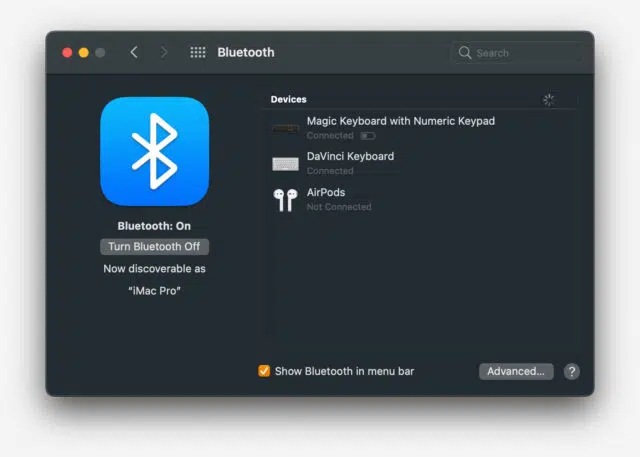 Bluetooth
Search
Bluetooth: On
Turn Bluetooth Off
Now discoverable as
“iMac Pro”
Devices
Magic Keyboard with Numeric Keypad
Connected
DaVinci Keyboard
Connected
AirPods
Not Connected
Show Bluetooth in menu bar
Advanced...
?